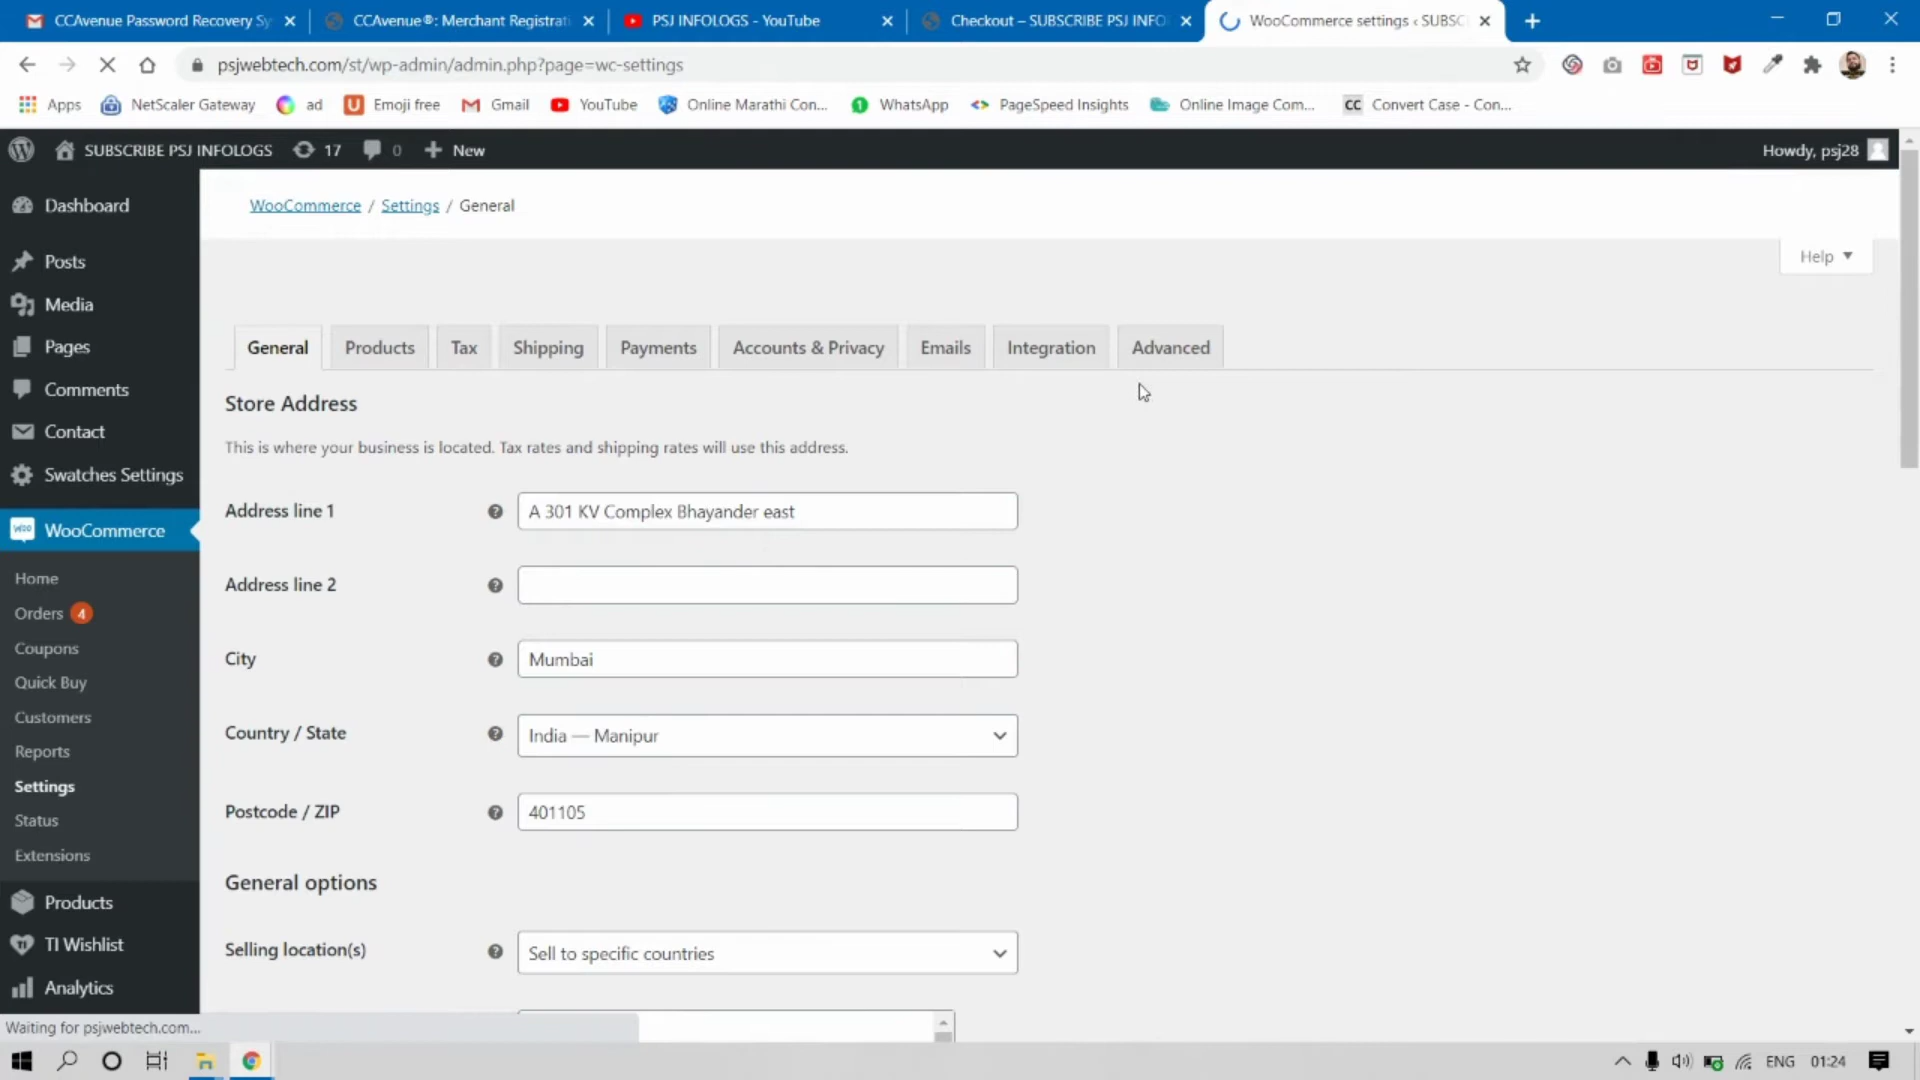 CCAvenue Password Recovery Sy
CCAvenue®: Merchant Registrati
PSJ INFOLOGS - YouTube
Checkout – SUBSCRIBE PSJ INFO
WooCommerce settings ‹ SUBSC
psjwebtech.com/st/wp-admin/admin.php?page=wc-settings
Apps
NetScaler Gateway
ad
Emoji free
Gmail
YouTube
Online Marathi Con...
WhatsApp
PageSpeed Insights
Online Image Com...
CC Convert Case - Con...
SUBSCRIBE PSJ INFOLOGS
17
0
New
Howdy, psj28
Dashboard
Posts
Media
Pages
Comments
Contact
Swatches Settings
WooCommerce
Home
Orders 4
Coupons
Quick Buy
Customers
Reports
Settings
Status
Extensions
Products
TI Wishlist
Analytics
WooCommerce / Settings / General
Help
General
Products
Tax
Shipping
Payments
Accounts & Privacy
Emails
Integration
Advanced
Store Address
This is where your business is located. Tax rates and shipping rates will use this address.
Address line 1
A 301 KV Complex Bhayander east
Address line 2
City
Mumbai
Country / State
India — Manipur
Postcode / ZIP
401105
General options
Selling location(s)
Sell to specific countries
Waiting for psjwebtech.com...
ENG
01:24